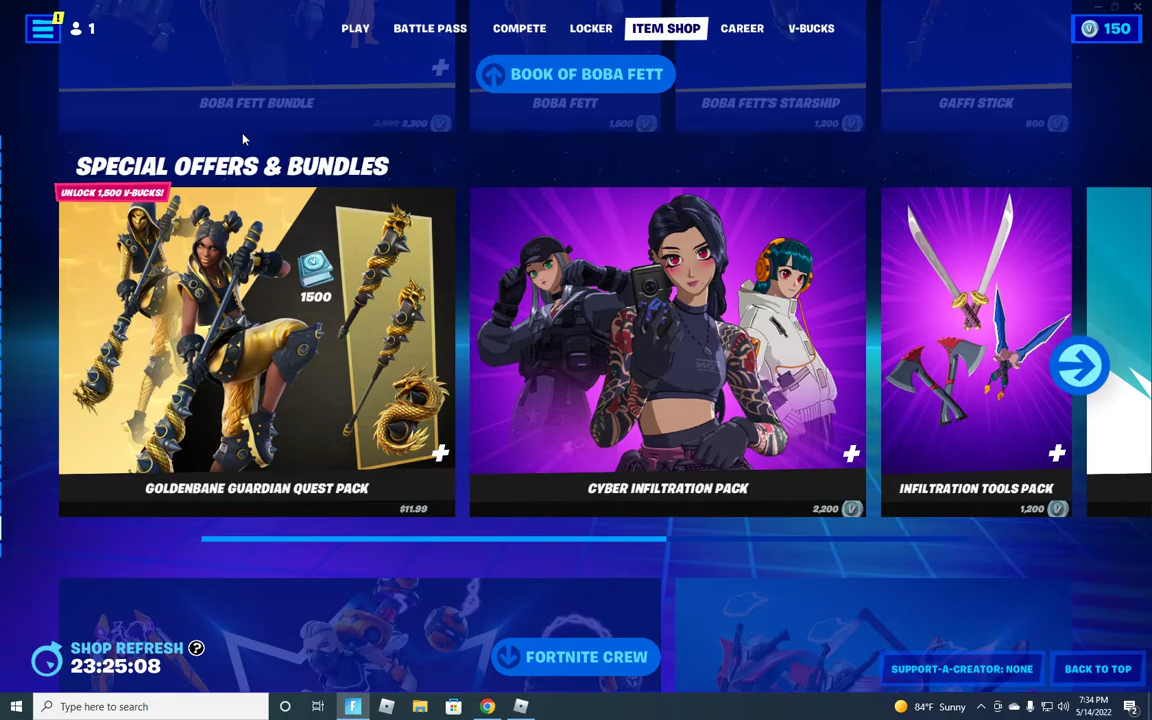 1
PLAY
BATTLE PASS
COMPETE
LOCKER
ITEM SHOP
CAREER
V-BUCKS
150
BOOK OF BOBA FETT
BOBA FETT BUNDLE
2,300
BOBA FETT
1,500
BOBA FETT'S STARSHIP
1,200
GAFFI STICK
800
SPECIAL OFFERS & BUNDLES
UNLOCK 1,500 V-BUCKS!
1500
GOLDENBANE GUARDIAN QUEST PACK
$11.99
CYBER INFILTRATION PACK
2,200
INFILTRATION TOOLS PACK
1,200
SHOP REFRESH ?
23:25:08
FORTNITE CREW
SUPPORT-A-CREATOR: NONE
BACK TO TOP
Type here to search
84°F Sunny
7:34 PM
5/14/2022
2